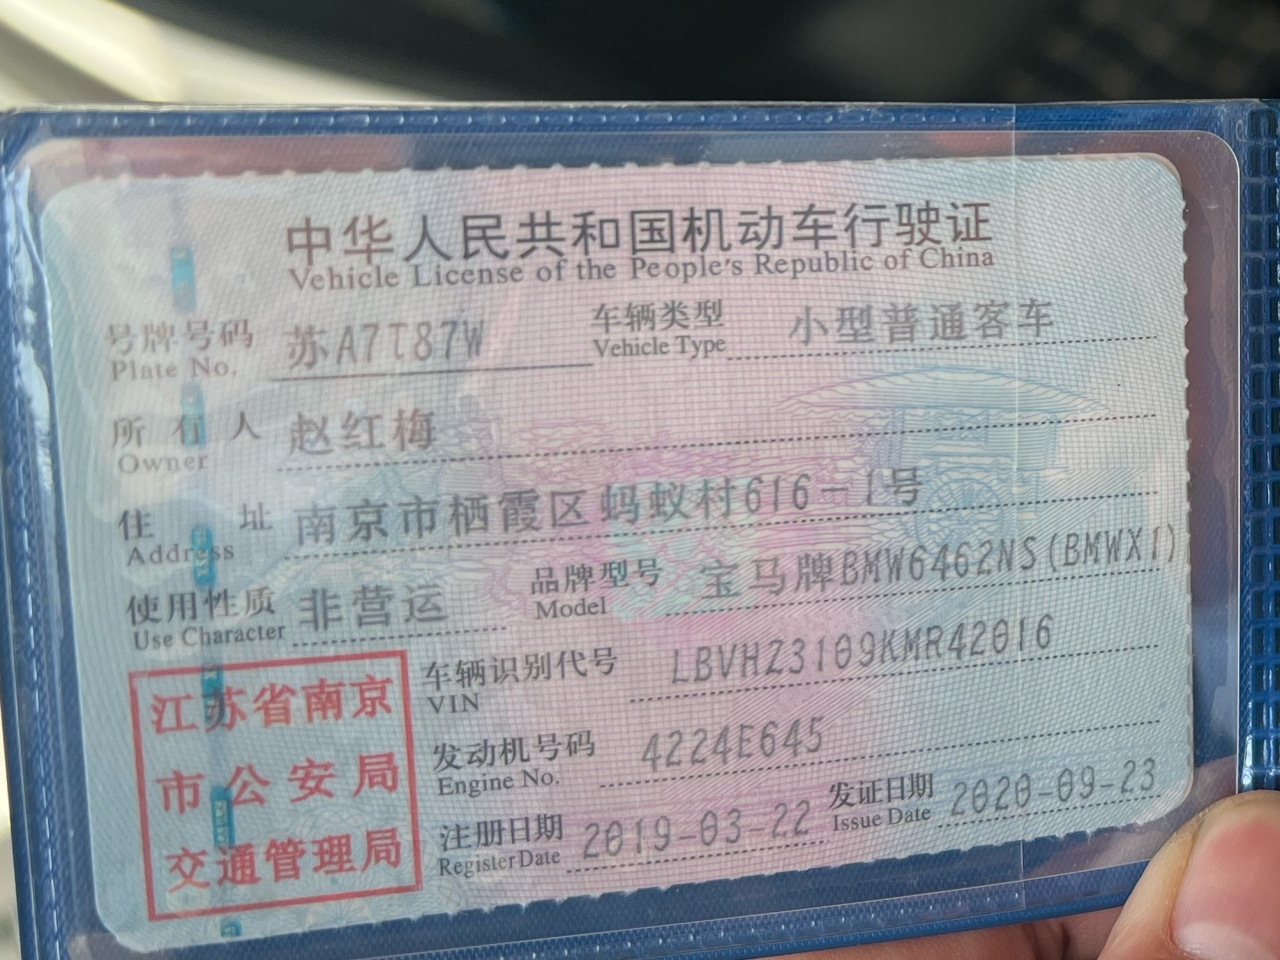 中华人民共和国机动车行驶证
Vehicle License of the People's Republic of China
号牌号码 苏A7T87W 车辆类型 小型普通客车
Plate No. Vehicle Type
所有人 赵红梅
Owner
住址 南京市栖霞区蚂蚁村616-1号
Address
使用性质 非营运 品牌型号 宝马牌BMW6462NS(BMWX1)
Use Character Model
江苏省南京
市公安局
交通管理局
车辆识别代号 LBVHZ3109KMR42016
VIN
发动机号码 4224E645
Engine No.
注册日期 2019-03-22 发证日期 2020-09-23
Register Date Issue Date